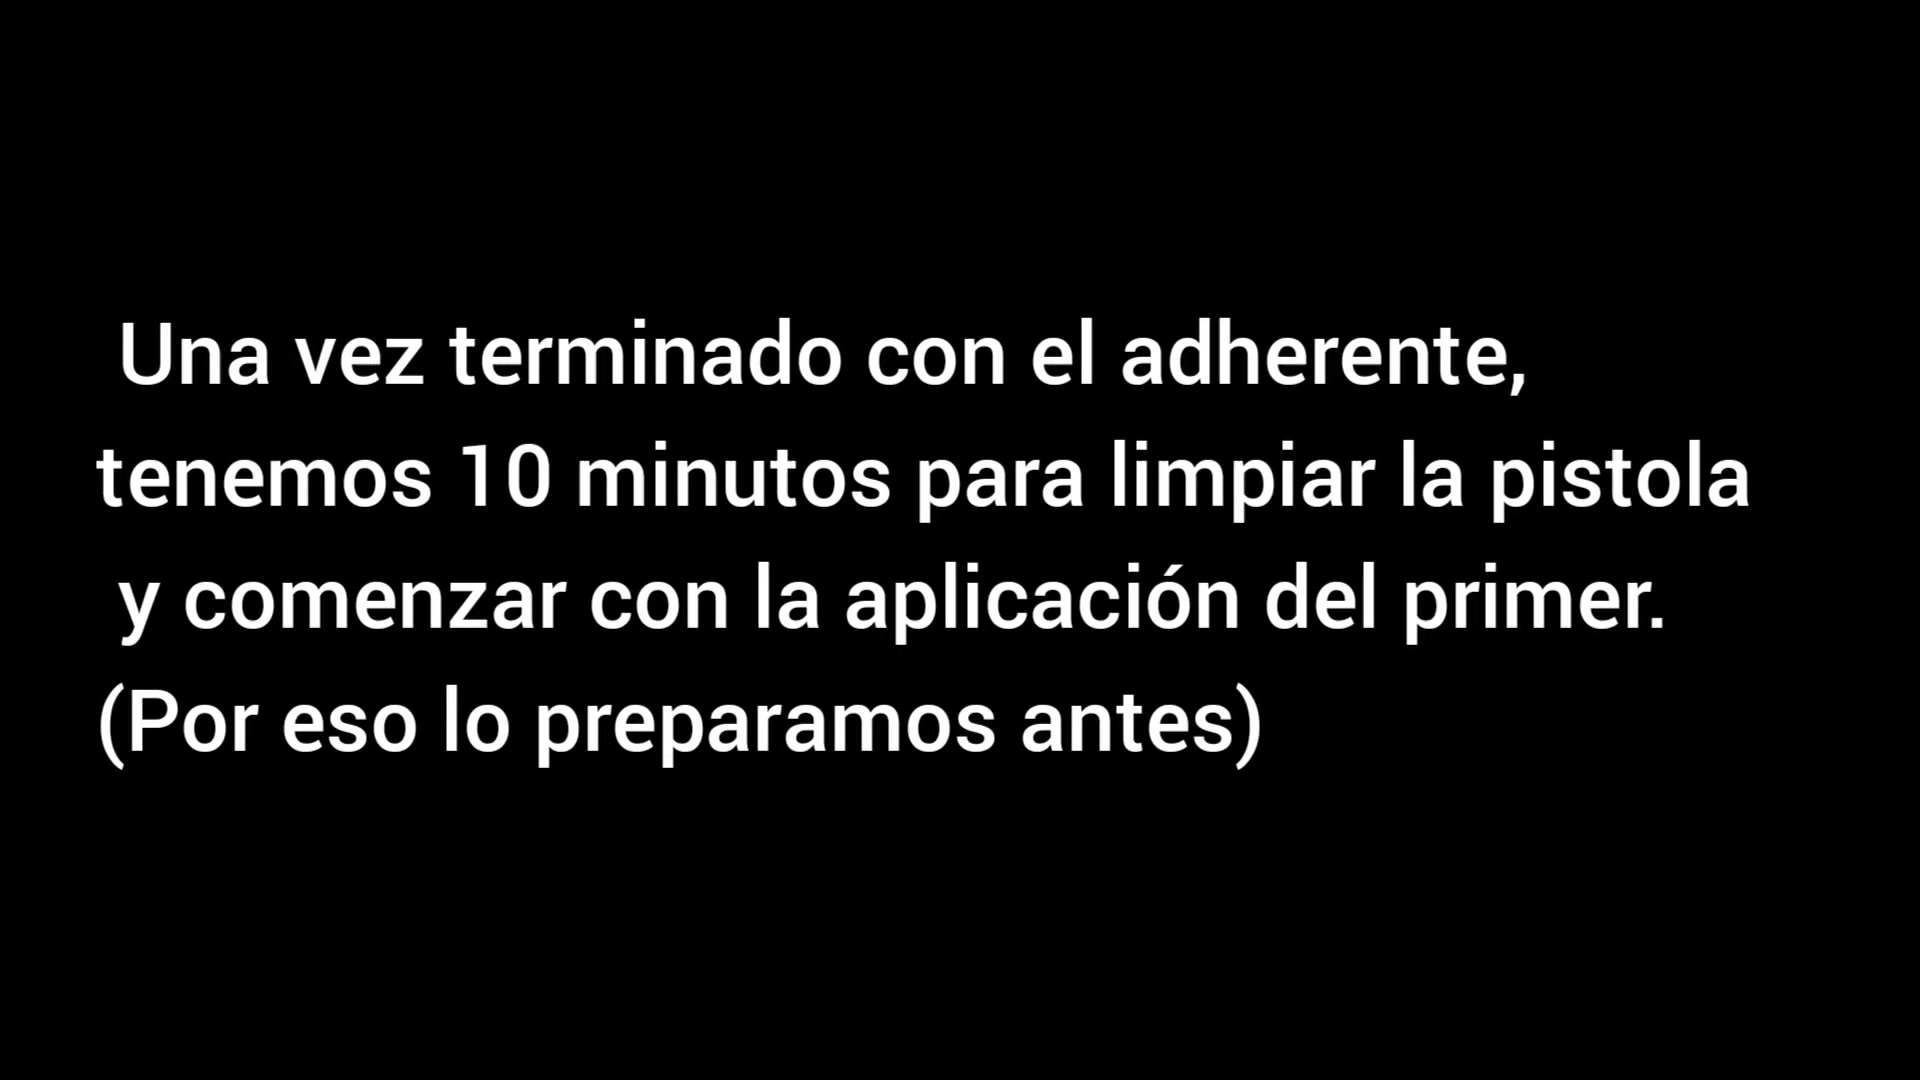 Una vez terminado con el adherente,
tenemos 10 minutos para limpiar la pistola
y comenzar con la aplicación del primer.
(Por eso lo preparamos antes)